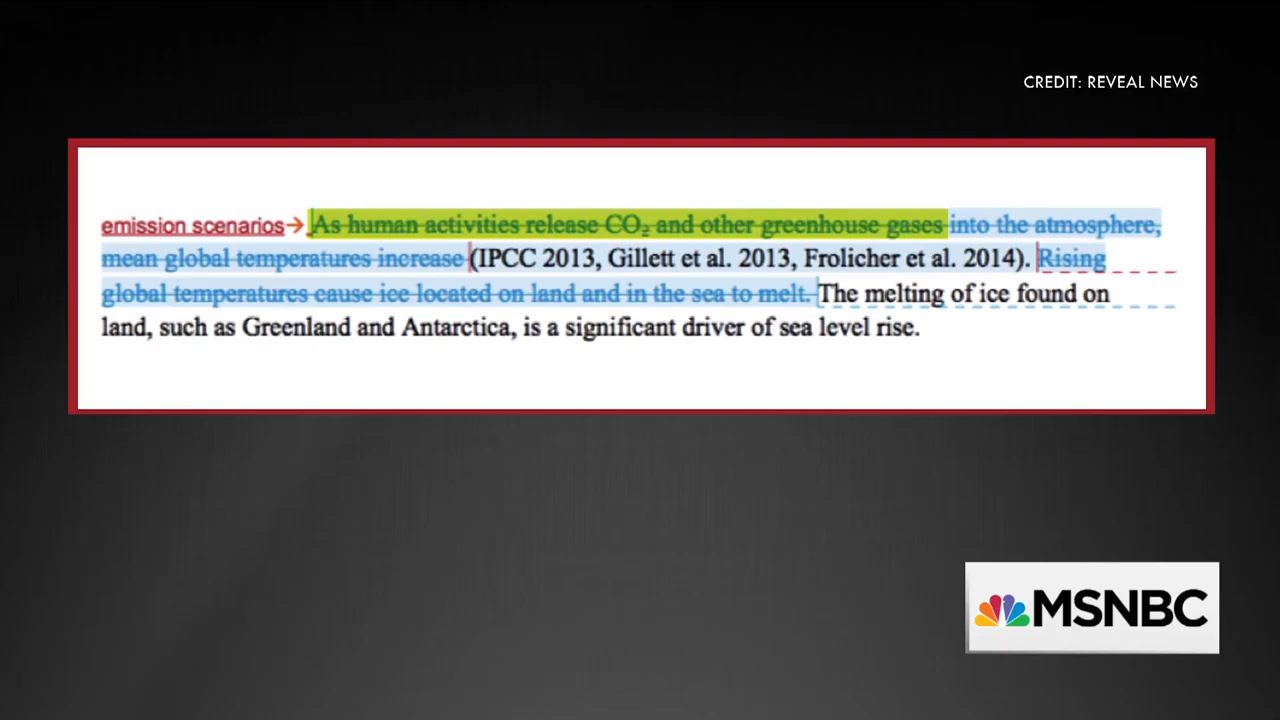 CREDIT: REVEAL NEWS
emission scenarios→ As human activities release CO₂ and other greenhouse gases into the atmosphere,
mean global temperatures increase (IPCC 2013, Gillett et al. 2013, Frolicher et al. 2014). Rising
global temperatures cause ice located on land and in the sea to melt. The melting of ice found on
land, such as Greenland and Antarctica, is a significant driver of sea level rise.
MSNBC